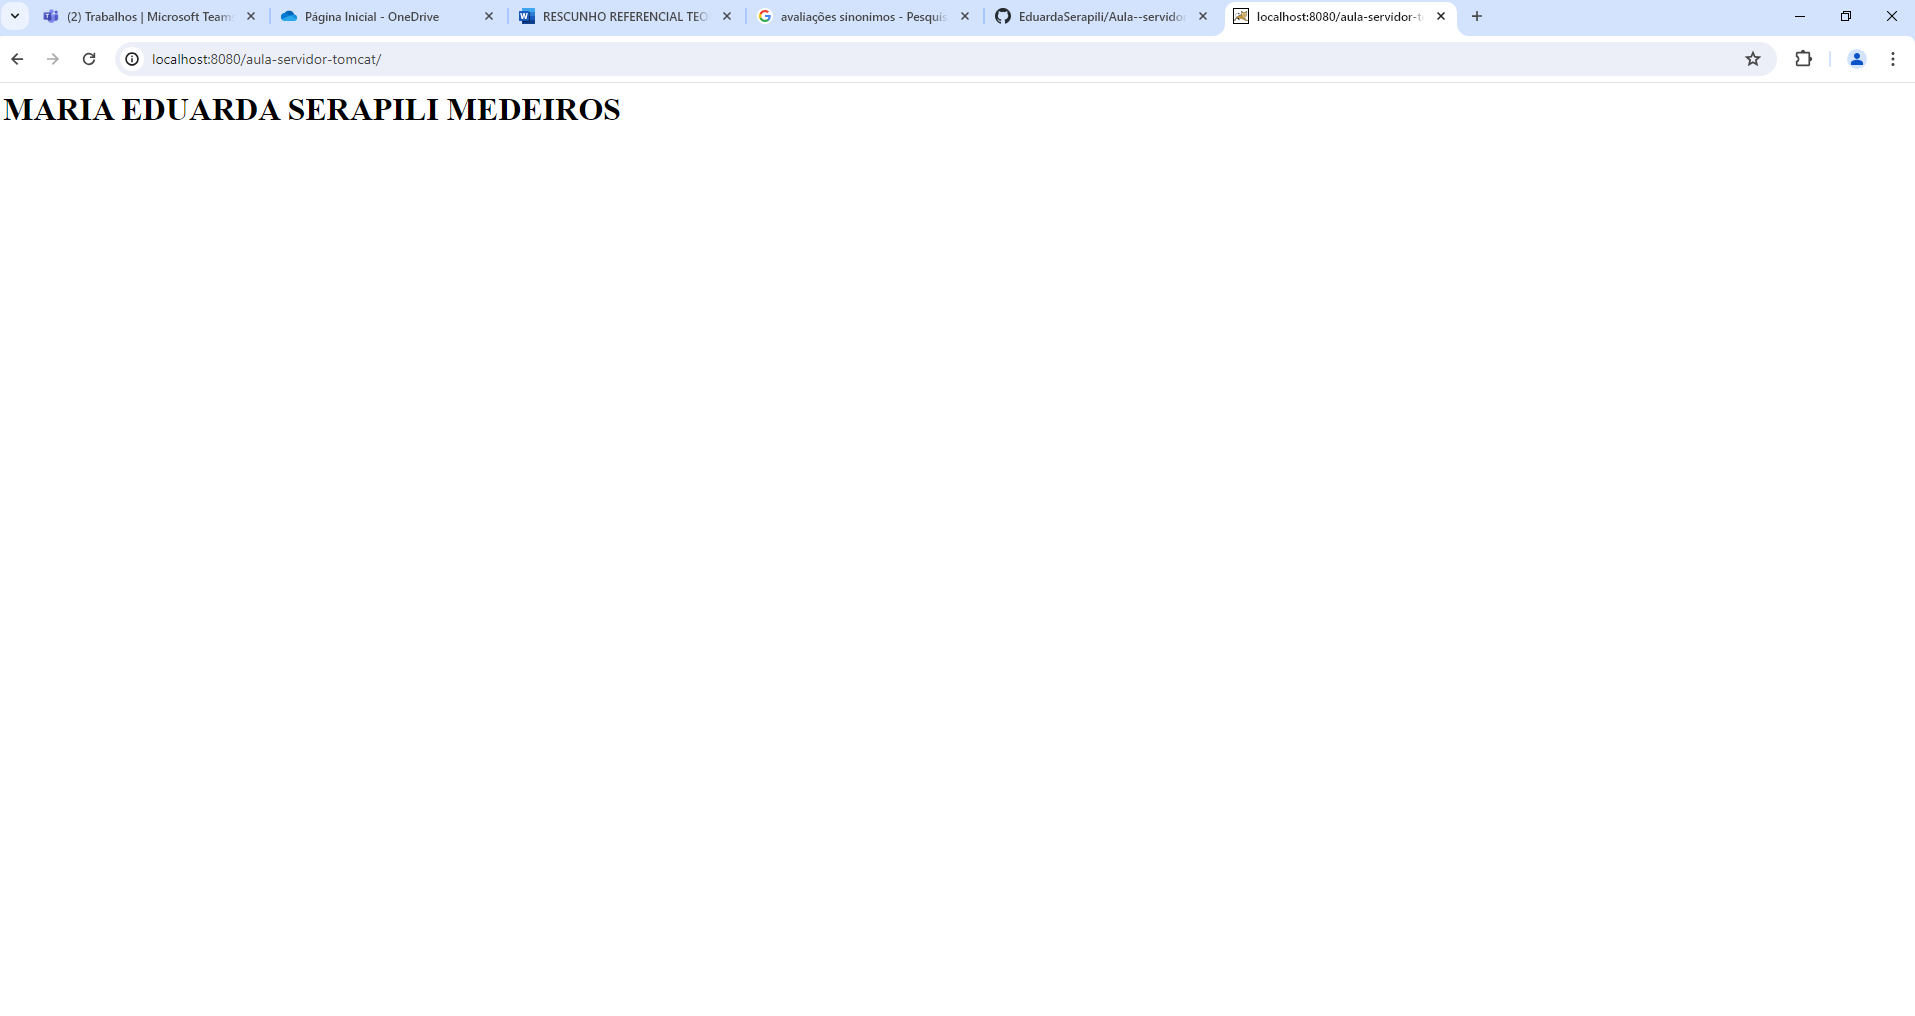 (2) Trabalhos | Microsoft Team
Página Inicial - OneDrive
RESCUNHO REFERENCIAL TEO
avaliações sinonimos - Pesquis
EduardaSerapili/Aula--servidor
localhost:8080/aula-servidor-t
localhost:8080/aula-servidor-tomcat/
MARIA EDUARDA SERAPILI MEDEIROS